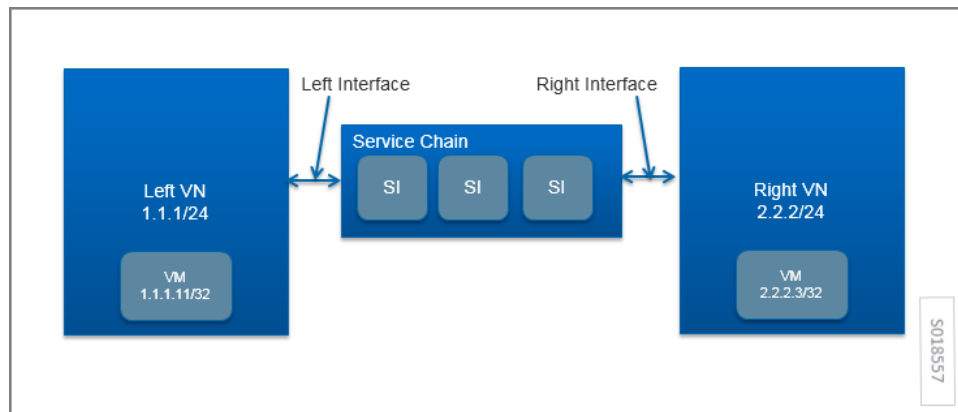 Left Interface
Right Interface
Service Chain
SI
SI
SI
Left VN
1.1.1/24
Right VN
2.2.2/24
VM
1.1.1.11/32
VM
2.2.2.3/32
S018557